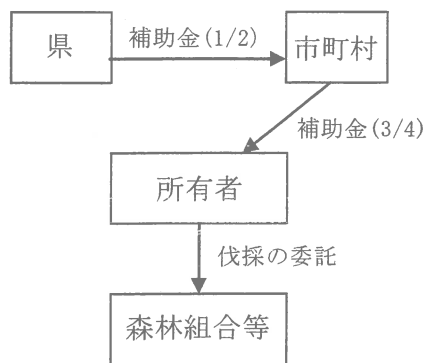 県
補助金(1/2)
市町村
補助金(3/4)
所有者
伐採の委託
森林組合等